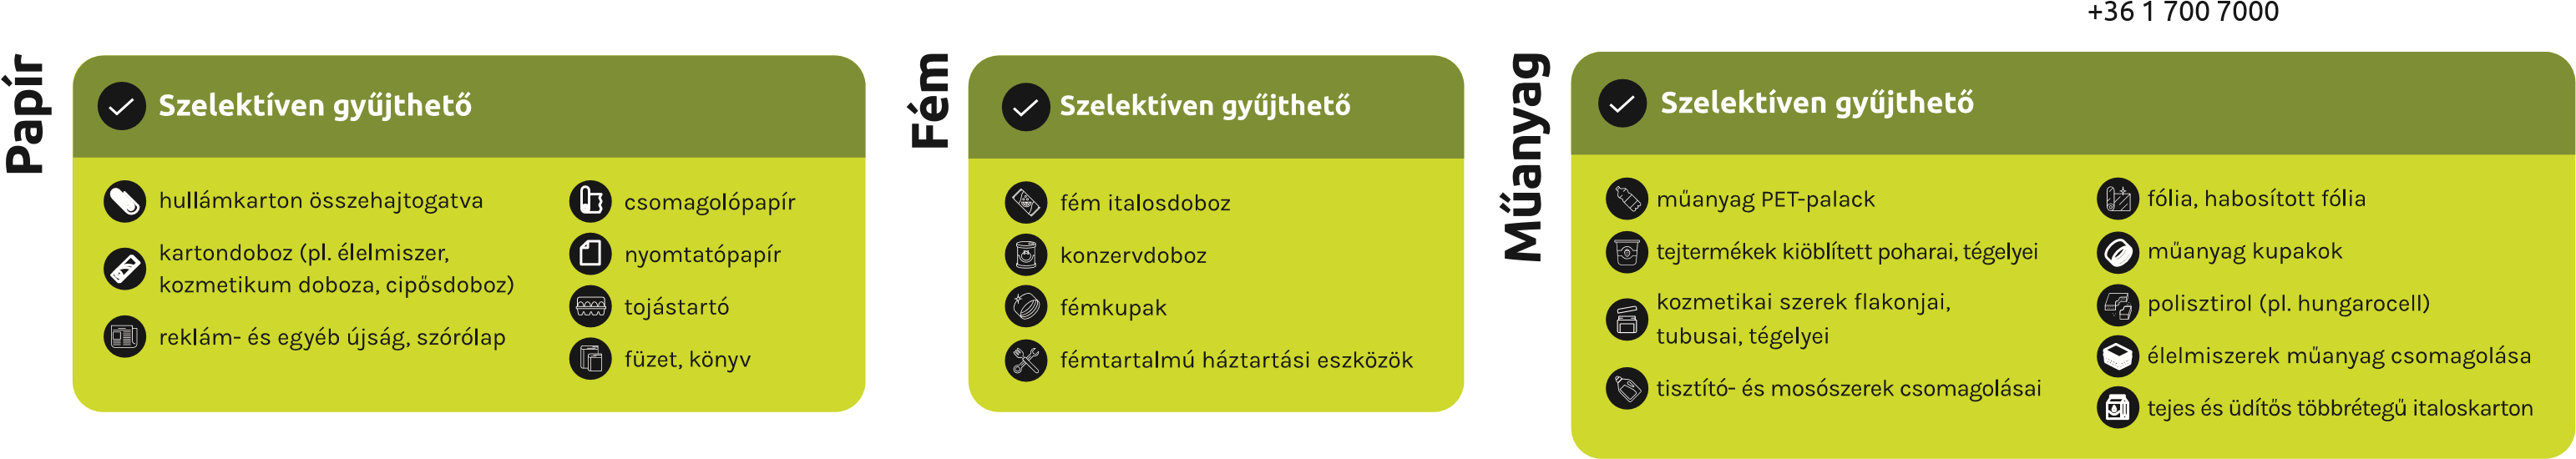 +36 1 700 7000
Papír
Szelektíven gyűjthető
hullámkarton összehajtogatva
kartondoboz (pl. élelmiszer,
kozmetikum doboza, cipősdoboz)
reklám- és egyéb újság, szórólap
csomagolópapír
nyomtatópapír
tojástartó
füzet, könyv
Fém
Szelektíven gyűjthető
fém italosdoboz
konzervdoboz
fémkupak
fémtartalmú háztartási eszközök
Műanyag
Szelektíven gyűjthető
műanyag PET-palack
tejtermékek kiöblített poharai, tégelyei
kozmetikai szerek flakonjai,
tubusai, tégelyei
tisztító- és mosószerek csomagolásai
fólia, habosított fólia
műanyag kupakok
polisztirol (pl. hungarocell)
élelmiszerek műanyag csomagolása
tejes és üdítős többrétegű italoskarton